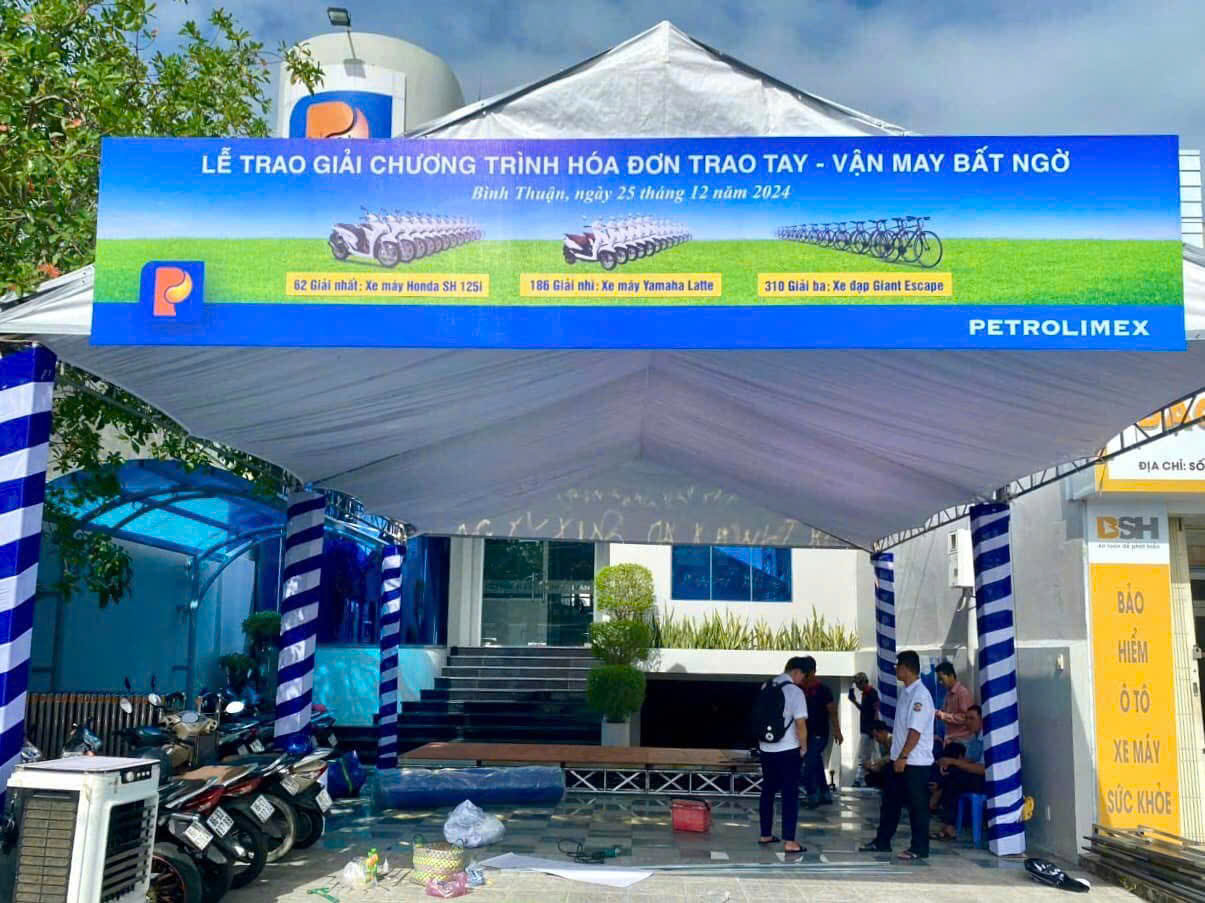 LỄ TRAO GIẢI CHƯƠNG TRÌNH HÓA ĐƠN TRAO TAY - VẬN MAY BẤT NGỜ
Bình Thuận, ngày 25 tháng 12 năm 2024
62 Giải nhất: Xe máy Honda SH 125i
186 Giải nhì: Xe máy Yamaha Latte
310 Giải ba: Xe đạp Giant Escape
P
PETROLIMEX
ĐỊA CHỈ: SỐ
BSH
BẢO
HIỂM
Ô TÔ
XE MÁY
SỨC KHỎE